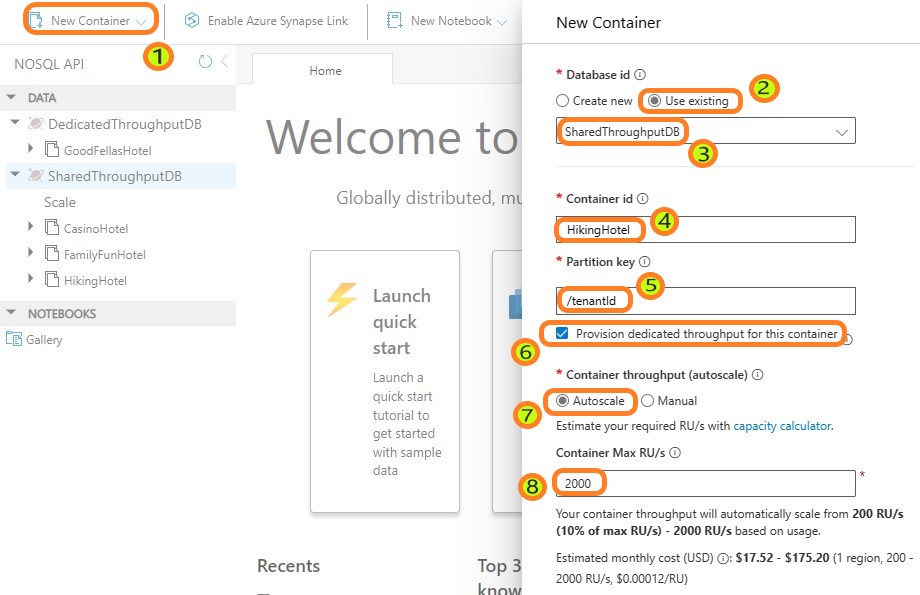 New Container
1
Enable Azure Synapse Link
New Notebook
NOSQL API
DATA
DedicatedThroughputDB
GoodFellasHotel
SharedThroughputDB
Scale
CasinoHotel
FamilyFunHotel
HikingHotel
NOTEBOOKS
Gallery
Home
Welcome to
Globally distributed, mu
Launch
quick
start
Launch a
quick start
tutorial to
get started
with sample
data
Recents
Top 3
know
New Container
* Database id
2
Create new
Use existing
SharedThroughputDB
3
* Container id
HikingHotel
4
* Partition key
5
/tenantId
Provision dedicated throughput for this container
6
* Container throughput (autoscale)
7
Autoscale
Manual
Estimate your required RU/s with capacity calculator.
Container Max RU/s
8
2000
*
Your container throughput will automatically scale from 200 RU/s
(10% of max RU/s) - 2000 RU/s based on usage.
Estimated monthly cost (USD) : $17.52 - $175.20 (1 region, 200 -
2000 RU/s, $0.00012/RU)